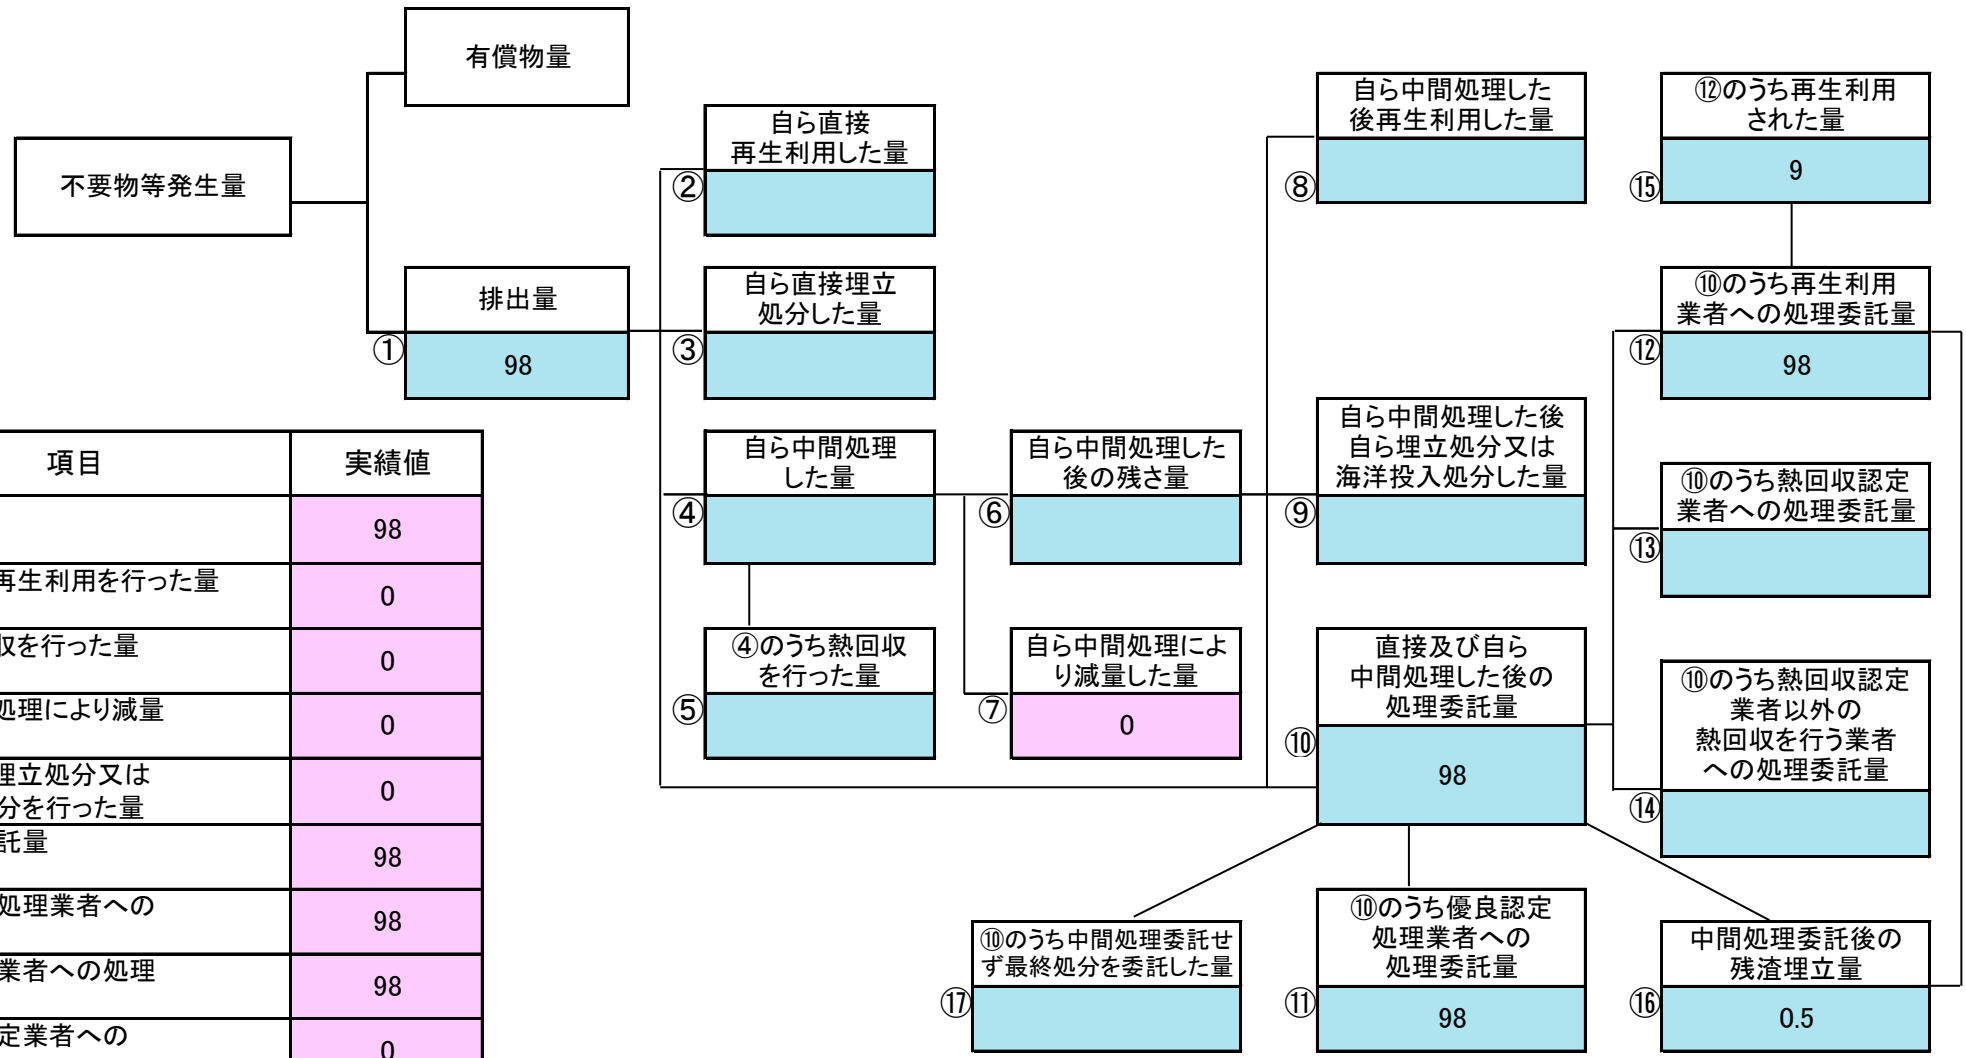 有償物量
不要物等発生量
排出量
①
98
自ら直接
再生利用した量
②
自ら直接埋立
処分した量
③
自ら中間処理
した量
④
④のうち熱回収
を行った量
⑤
自ら中間処理した
後の残さ量
⑥
自ら中間処理によ
り減量した量
⑦
0
自ら中間処理した
後再生利用した量
⑧
自ら中間処理した後
自ら埋立処分又は
海洋投入処分した量
⑨
直接及び自ら
中間処理した後の
処理委託量
⑩
98
⑫のうち再生利用
された量
⑮
9
⑩のうち再生利用
業者への処理委託量
⑫
98
⑩のうち熱回収認定
業者への処理委託量
⑬
⑩のうち熱回収認定
業者以外の
熱回収を行う業者
への処理委託量
⑭
⑩のうち中間処理委託せ
ず最終処分を委託した量
⑰
⑩のうち優良認定
処理業者への
処理委託量
⑪
98
中間処理委託後の
残渣埋立量
⑯
0.5
項目 実績値
98
再生利用を行った量 0
収を行った量 0
処理により減量 0
埋立処分又は
分を行った量 0
託量 98
処理業者への 98
業者への処理 98
定業者への 0